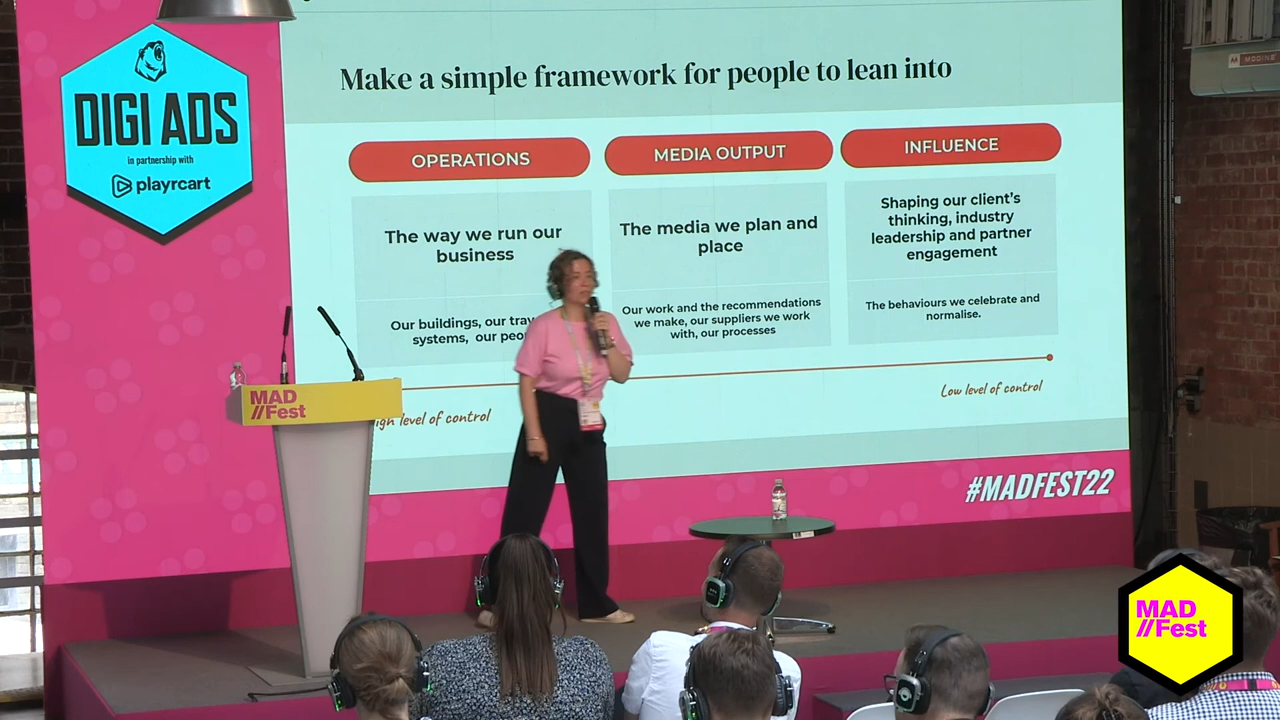 DIGI ADS
in partnership with
playrcart
Make a simple framework for people to lean into
OPERATIONS
The way we run our
business
Our buildings, our
systems, our
MEDIA OUTPUT
The media we plan and
place
Our work and the recommendations
we make, our suppliers we work
with, our processes
INFLUENCE
Shaping our client's
thinking, industry
leadership and partner
engagement
The behaviours we celebrate and
normalise.
level of control
Low level of control
MAD
//Fest
#MADFEST22
MAD
//Fest